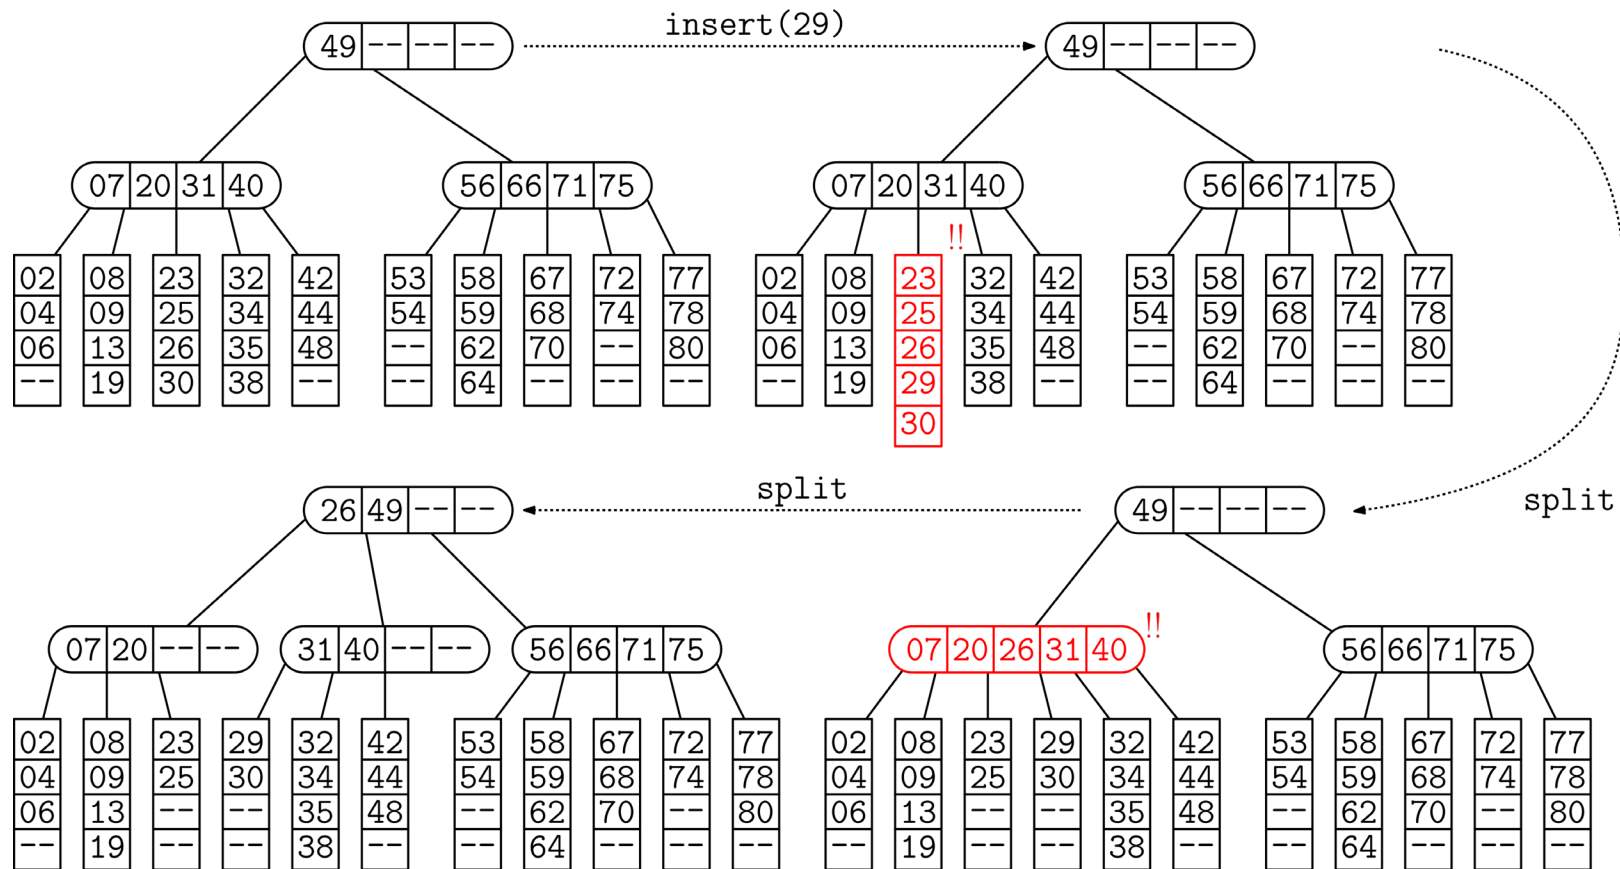 insert(29)
49 -- -- -- 49 -- -- --
07 20 31 40 56 66 71 75 07 20 31 40 56 66 71 75
!!
02 08 23 32 42 53 58 67 72 77 02 08 23 32 42 53 58 67 72 77
04 09 25 34 44 54 59 68 74 78 04 09 25 34 44 54 59 68 74 78
06 13 26 35 48 -- 62 70 -- 80 06 13 26 35 48 -- 62 70 -- 80
-- 19 30 38 -- -- 64 -- -- -- -- 19 29 38 -- -- 64 -- -- --
30
split
split
26 49 -- -- 49 -- -- --
!!
07 20 -- -- 31 40 -- -- 56 66 71 75 07 20 26 31 40 56 66 71 75
02 08 23 29 32 42 53 58 67 72 77 02 08 23 29 32 42 53 58 67 72 77
04 09 25 30 34 44 54 59 68 74 78 04 09 25 30 34 44 54 59 68 74 78
06 13 -- -- 35 48 -- 62 70 -- 80 06 13 -- -- 35 48 -- 62 70 -- 80
-- 19 -- -- 38 -- -- 64 -- -- -- -- 19 -- -- 38 -- -- 64 -- -- --